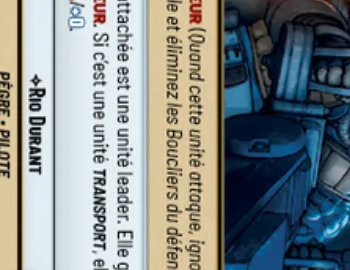 EUR (Quand cette unité attaque, igno
le et éliminez les Boucliers du défen
attachée est une unité leader. Elle g
EUR. Si c'est une unité TRANSPORT, el
RIO DURANT
PÈGRE • PILOTE